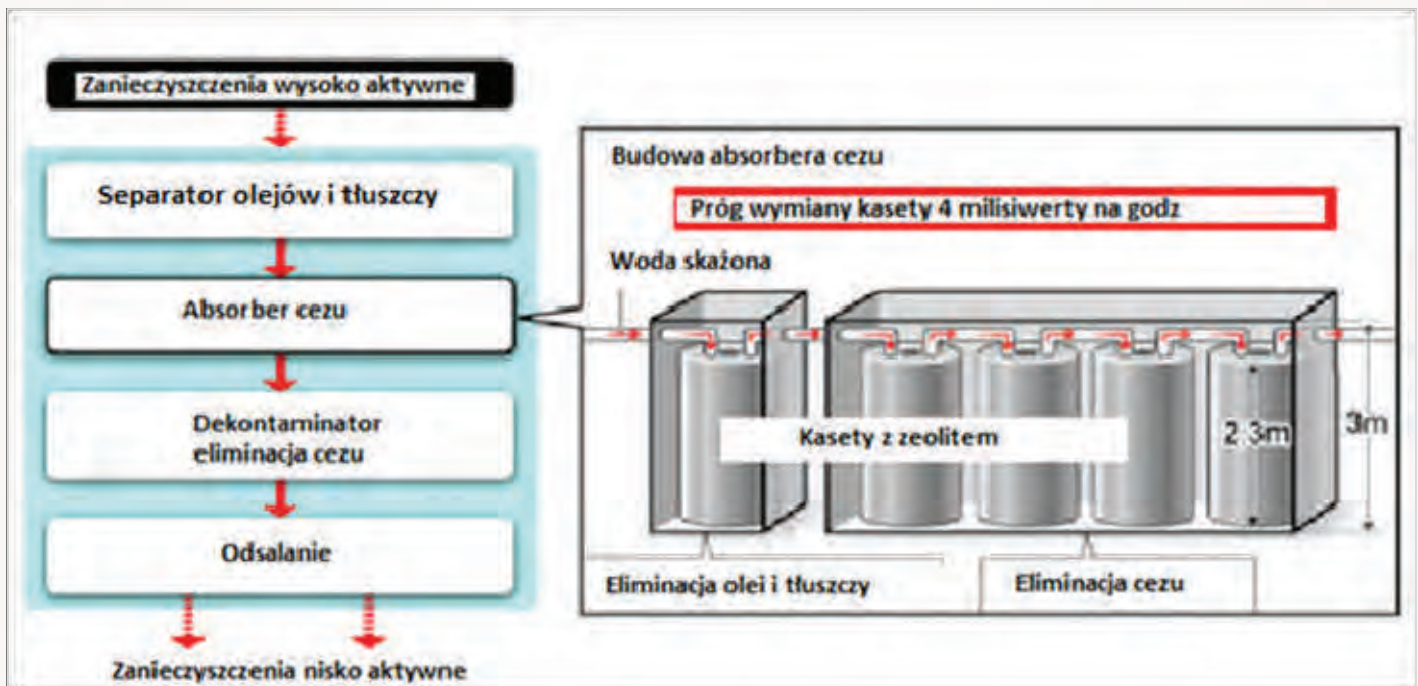 Zanieczyszczenia wysoko aktywne
Separator olejów i tłuszczy
Absorber cezu
Dekontaminator
eliminacja cezu
Odsalanie
Zanieczyszczenia nisko aktywne
Budowa absorbera cezu
Próg wymiany kasety 4 milisiwerty na godz
Woda skażona
Kasety z zeolitem
2.3m
3m
Eliminacja olei i tłuszczy
Eliminacja cezu